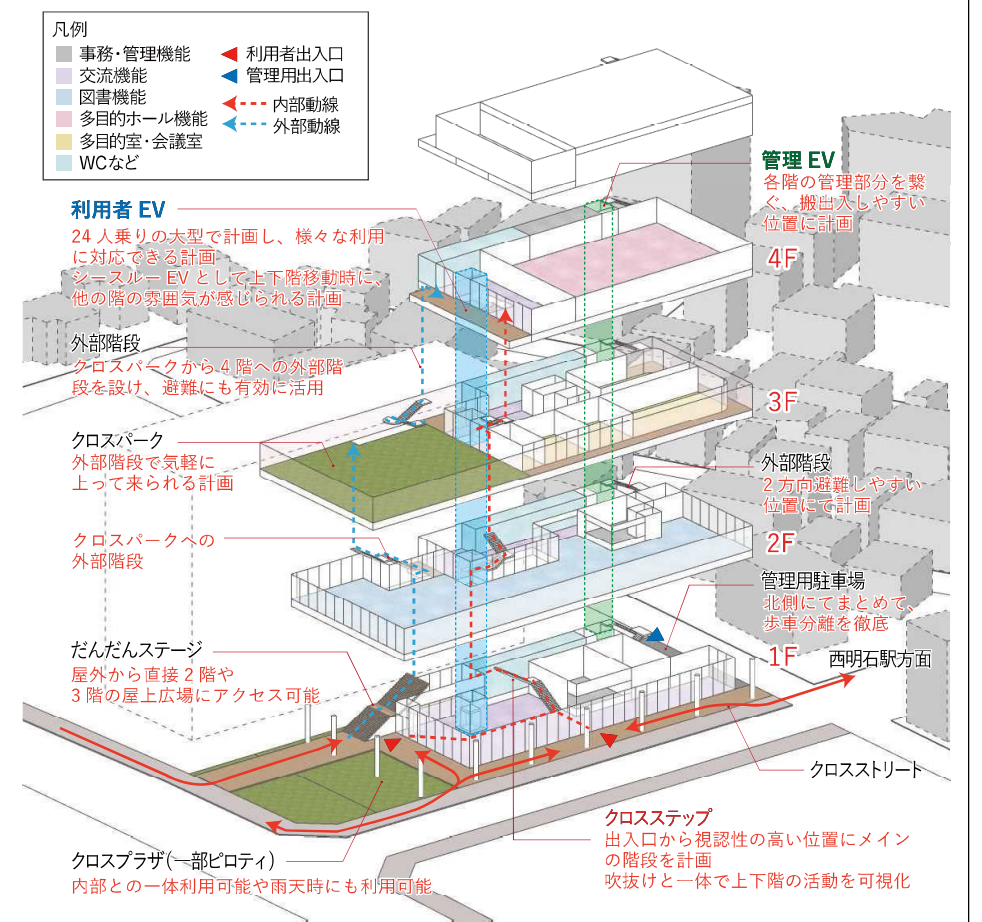 凡例
事務・管理機能
交流機能
図書機能
多目的ホール機能
多目的室・会議室
WCなど
利用者出入口
管理用出入口
内部動線
外部動線
管理 EV
各階の管理部分を繋
ぐ、搬出入しやすい
位置に計画
4F
利用者 EV
24 人乗りの大型で計画し、様々な利用
に対応できる計画
シースルー EV として上下階移動時に、
他の階の雰囲気が感じられる計画
外部階段
クロスパークから 4 階への外部階
段を設け、避難にも有効に活用
3F
クロスパーク
外部階段で気軽に
上って来られる計画
外部階段
2 方向避難しやすい
位置にて計画
2F
クロスパークへの
外部階段
管理用駐車場
北側にてまとめて、
歩車分離を徹底
1F
西明石駅方面
だんだんステージ
屋外から直接 2 階や
3 階の屋上広場にアクセス可能
クロスストリート
クロスステップ
出入口から視認性の高い位置にメイン
の階段を計画
吹抜けと一体で上下階の活動を可視化
クロスプラザ(一部ピロティ)
内部との一体利用可能や雨天時にも利用可能